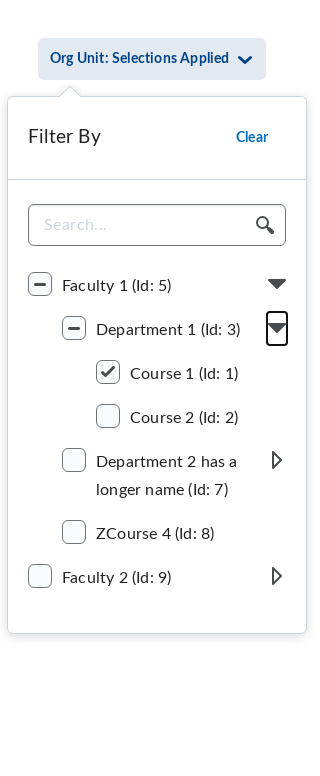 Org Unit: Selections Applied
Filter By
Clear
Search...
Faculty 1 (Id: 5)
Department 1 (Id: 3)
Course 1 (Id: 1)
Course 2 (Id: 2)
Department 2 has a
longer name (Id: 7)
ZCourse 4 (Id: 8)
Faculty 2 (Id: 9)